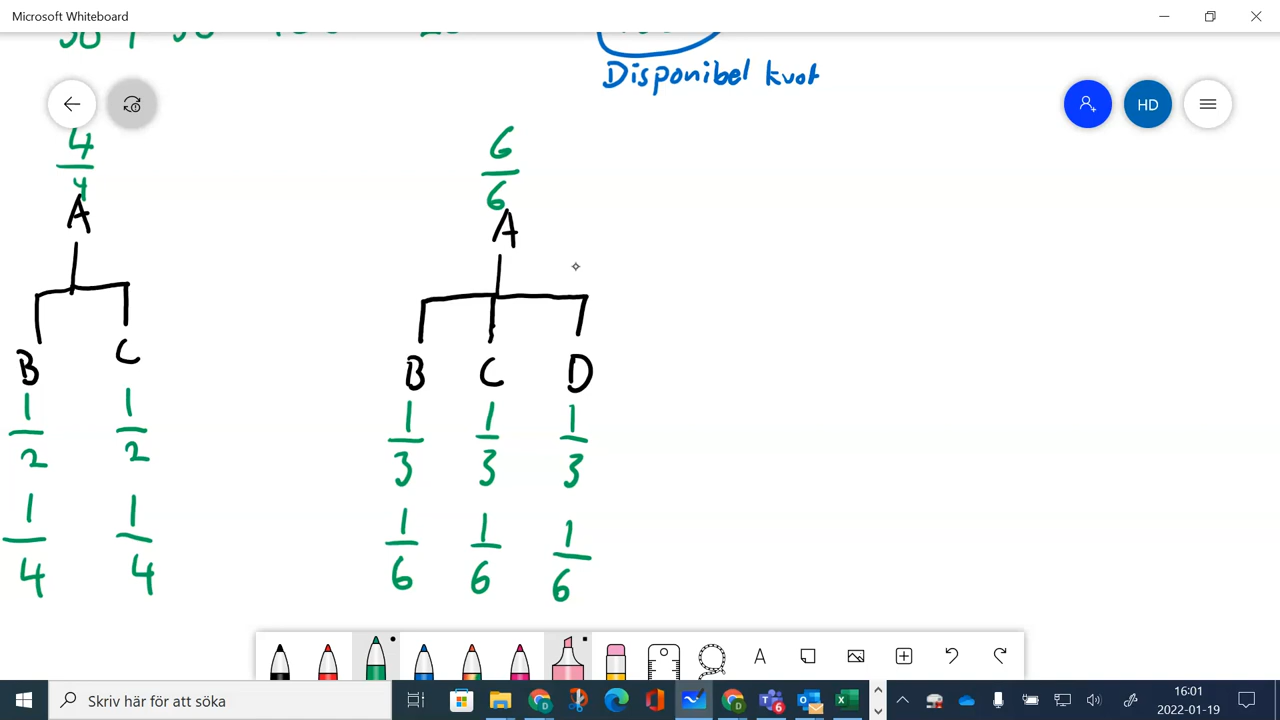 Microsoft Whiteboard
Disponibel kvot
HD
4
4
A
B C
1 1
2 2
1 1
4 4
6
6
A
B C D
1 1 1
3 3 3
1 1 1
6 6 6
A
Skriv här för att söka
16:01
2022-01-19